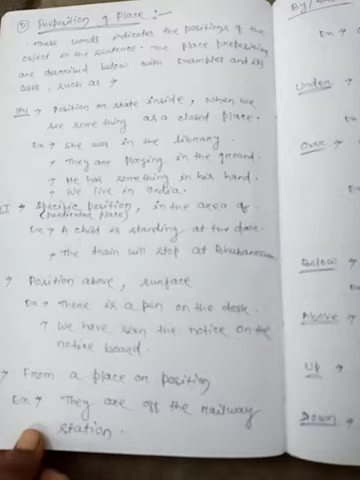 ⑤ Preposition of Place :-
These words indicates the positions of the
object in the sentence. The place preposition
are described below with examples and its
uses, such as →
IN → Position or state inside, when we
see something as a closed place.
Ex → She was in the library.
→ They are playing in the ground.
→ He has something in his hand.
→ We live in India.
→ Specific position, in the area of
(particular place)
Ex → A child is standing at the door.
→ The train will stop at
→ Position above, surface
Ex → There is a pen on the desk.
→ We have seen the notice on the
notice board.
→ From a place or position
Ex → They are off the railway
station.
By/
Ex →
Under →
Over →
Below →
Above →
Up →
Down →